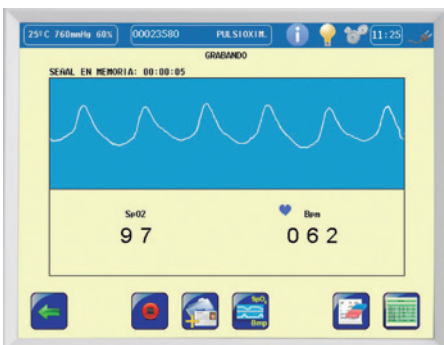 25ºC 760mmHg 60% 00023580 PULSIOXIM. i 11:25
GRABANDO
SEÑAL EN MEMORIA: 00:00:05
SpO2 Bpm
97 062
SpO2
Bmp